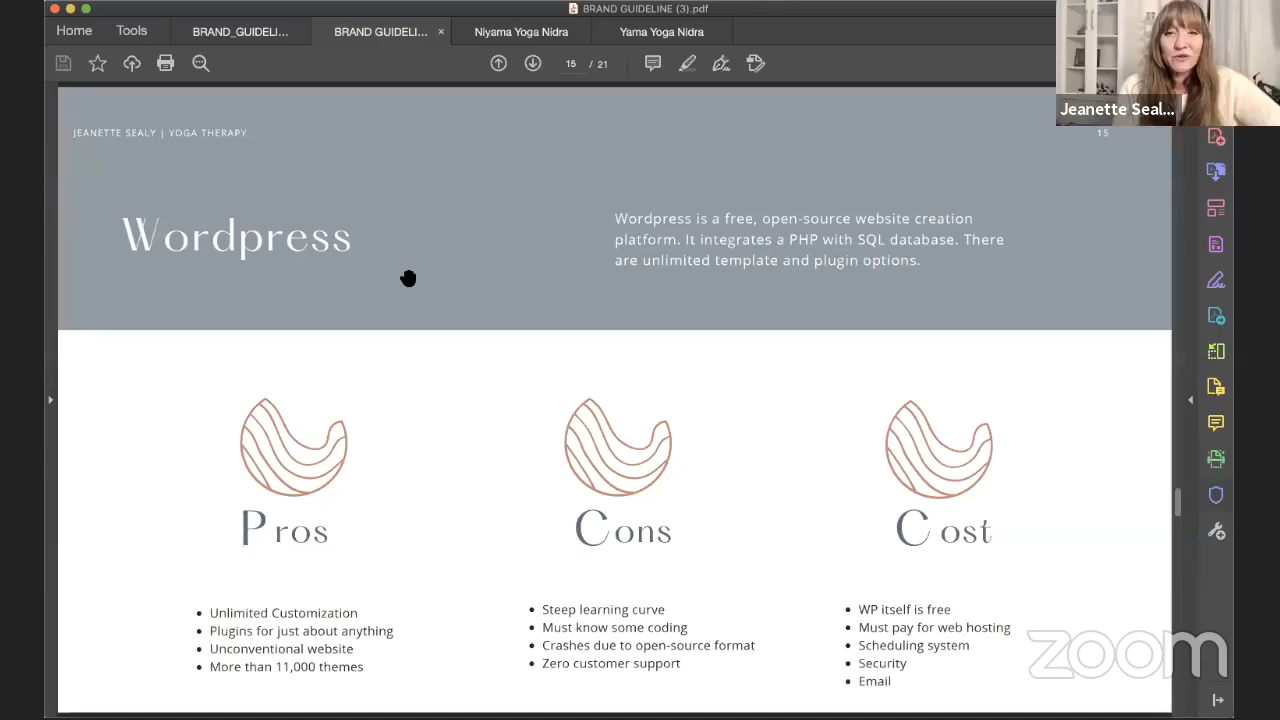 BRAND GUIDELINE (3).pdf
Home
Tools
BRAND_GUIDELI...
BRAND GUIDELI... ×
Niyama Yoga Nidra
Yama Yoga Nidra
15 / 21
Jeanette Seal...
JEANETTE SEALY | YOGA THERAPY
15
Wordpress
Wordpress is a free, open-source website creation
platform. It integrates a PHP with SQL database. There
are unlimited template and plugin options.
Pros
Unlimited Customization
Plugins for just about anything
Unconventional website
More than 11,000 themes
Cons
Steep learning curve
Must know some coding
Crashes due to open-source format
Zero customer support
Cost
WP itself is free
Must pay for web hosting
Scheduling system
Security
Email
zoom